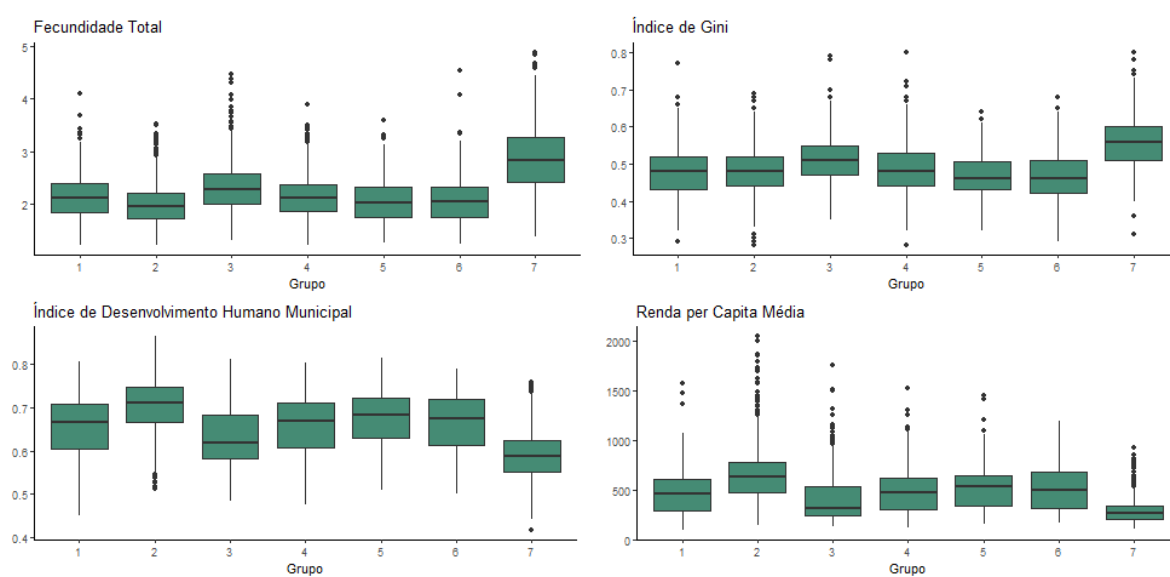 Fecundidade Total
5
4
3
2
1 2 3 4 5 6 7
Grupo
Índice de Gini
0.8
0.7
0.6
0.5
0.4
0.3
1 2 3 4 5 6 7
Grupo
Índice de Desenvolvimento Humano Municipal
0.8
0.7
0.6
0.5
0.4
1 2 3 4 5 6 7
Grupo
Renda per Capita Média
2000
1500
1000
500
0
1 2 3 4 5 6 7
Grupo